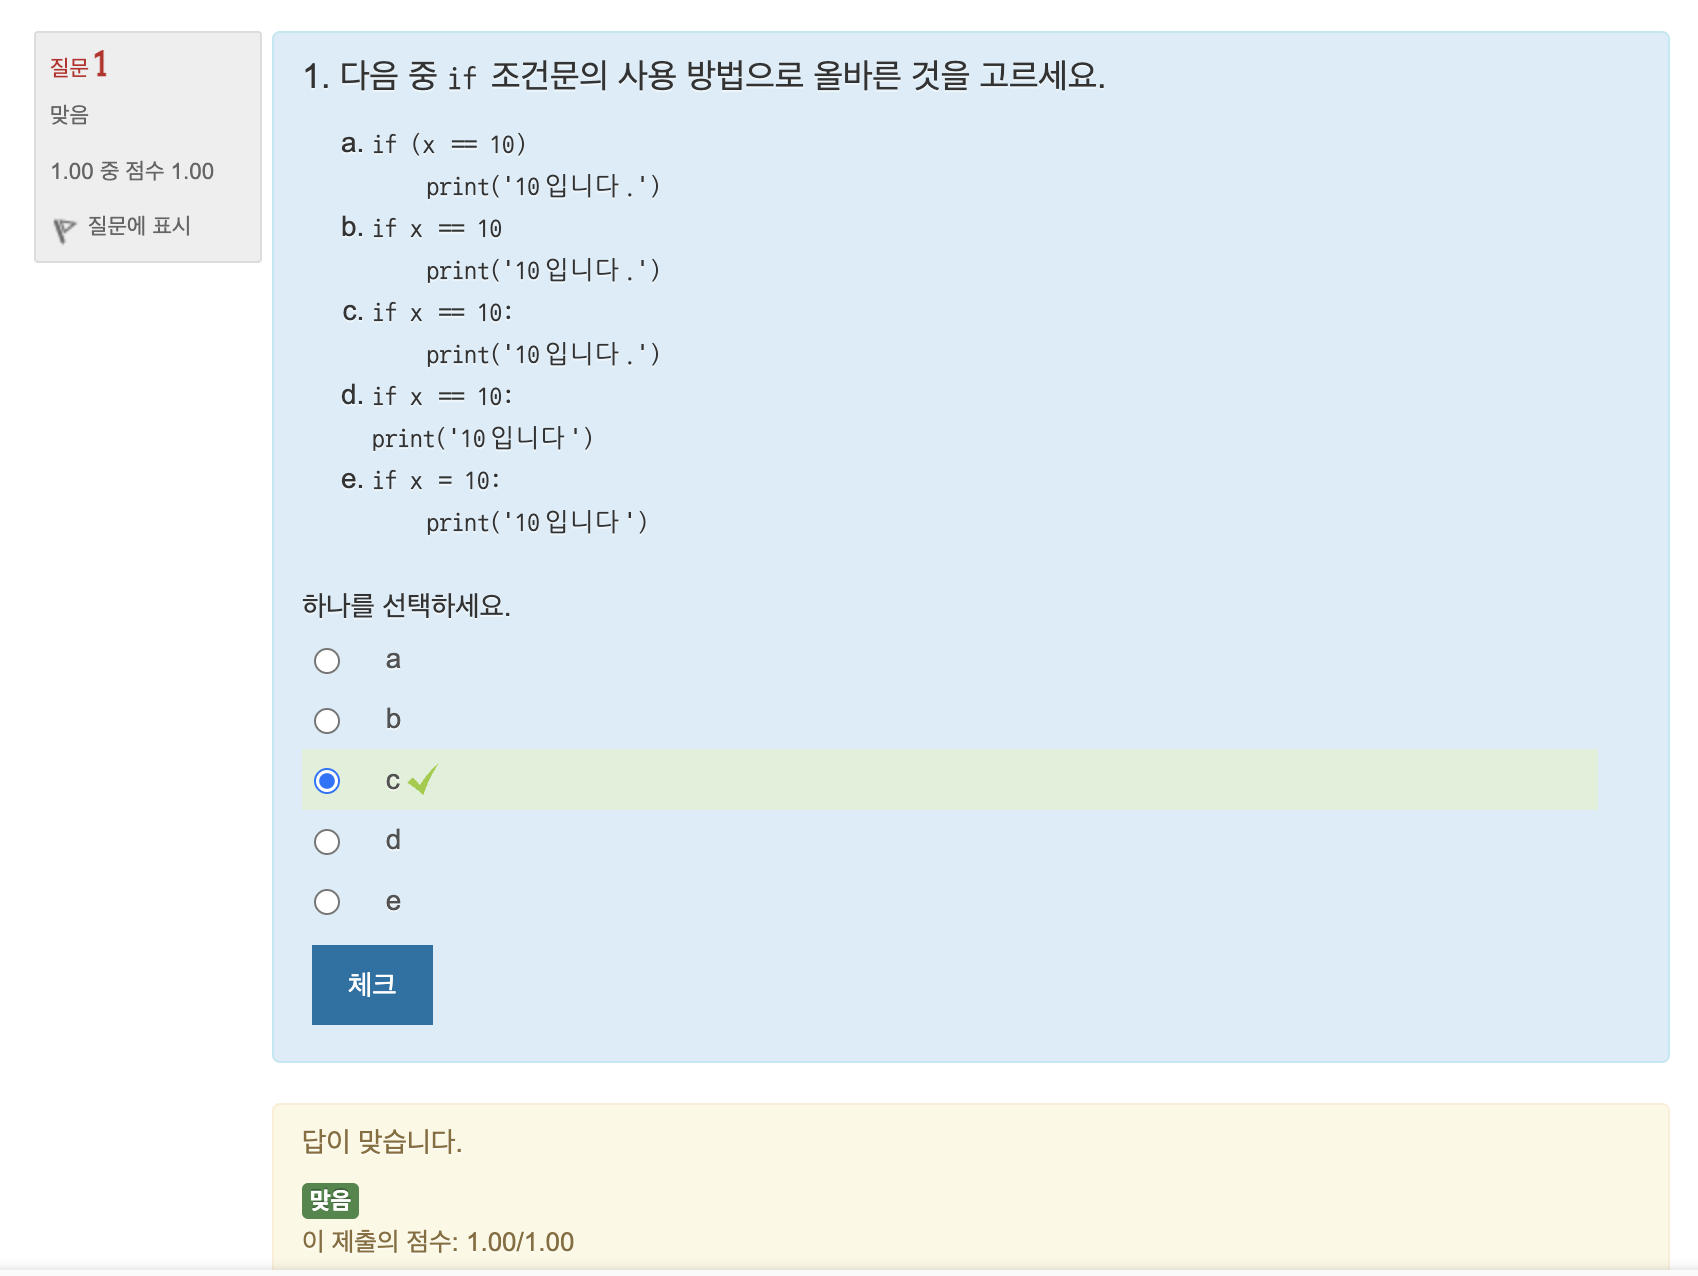 질문 1
맞음
1.00 중 점수 1.00
질문에 표시
1. 다음 중 if 조건문의 사용 방법으로 올바른 것을 고르세요.
a. if (x == 10)
print('10입니다.')
b. if x == 10
print('10입니다.')
c. if x == 10:
print('10입니다.')
d. if x == 10:
print('10입니다')
e. if x = 10:
print('10입니다')
하나를 선택하세요.
a
b
c
d
e
체크
답이 맞습니다.
맞음
이 제출의 점수: 1.00/1.00